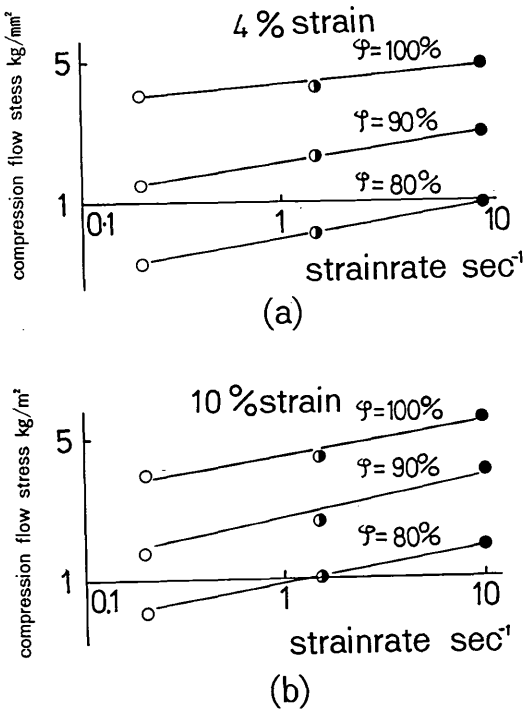 4% strain
compression flow stess kg/mm²
5
φ=100%
φ=90%
φ=80%
1
0.1
1
10
strainrate sec⁻¹
(a)
10%strain
compression flow stress kg/m²
5
φ=100%
φ=90%
φ=80%
1
0.1
1
10
strainrate sec⁻¹
(b)